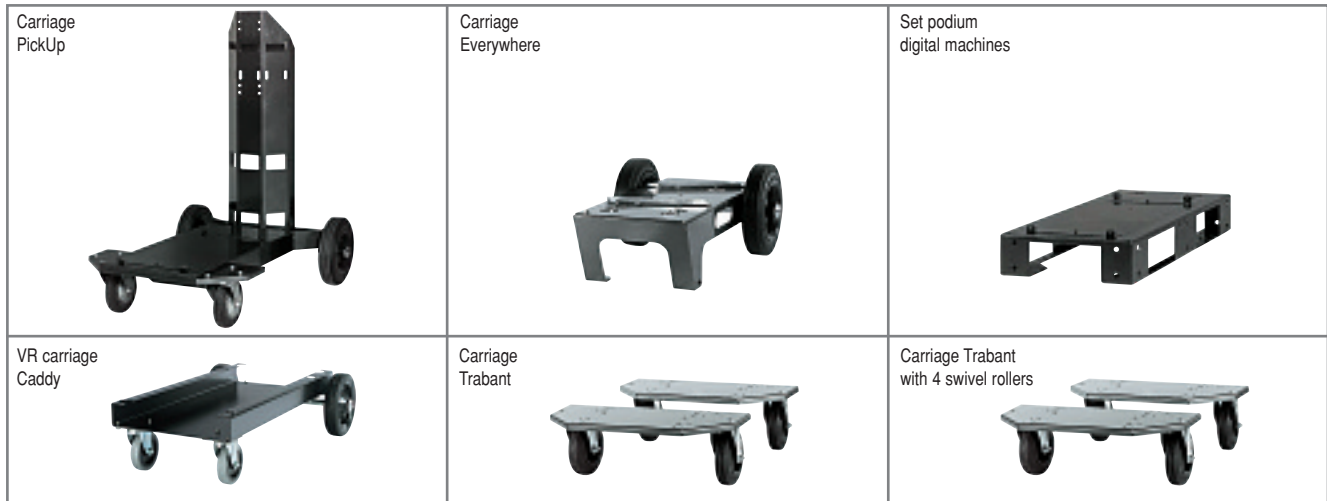 Carriage
PickUp
Carriage
Everywhere
Set podium
digital machines
VR carriage
Caddy
Carriage
Trabant
Carriage Trabant
with 4 swivel rollers